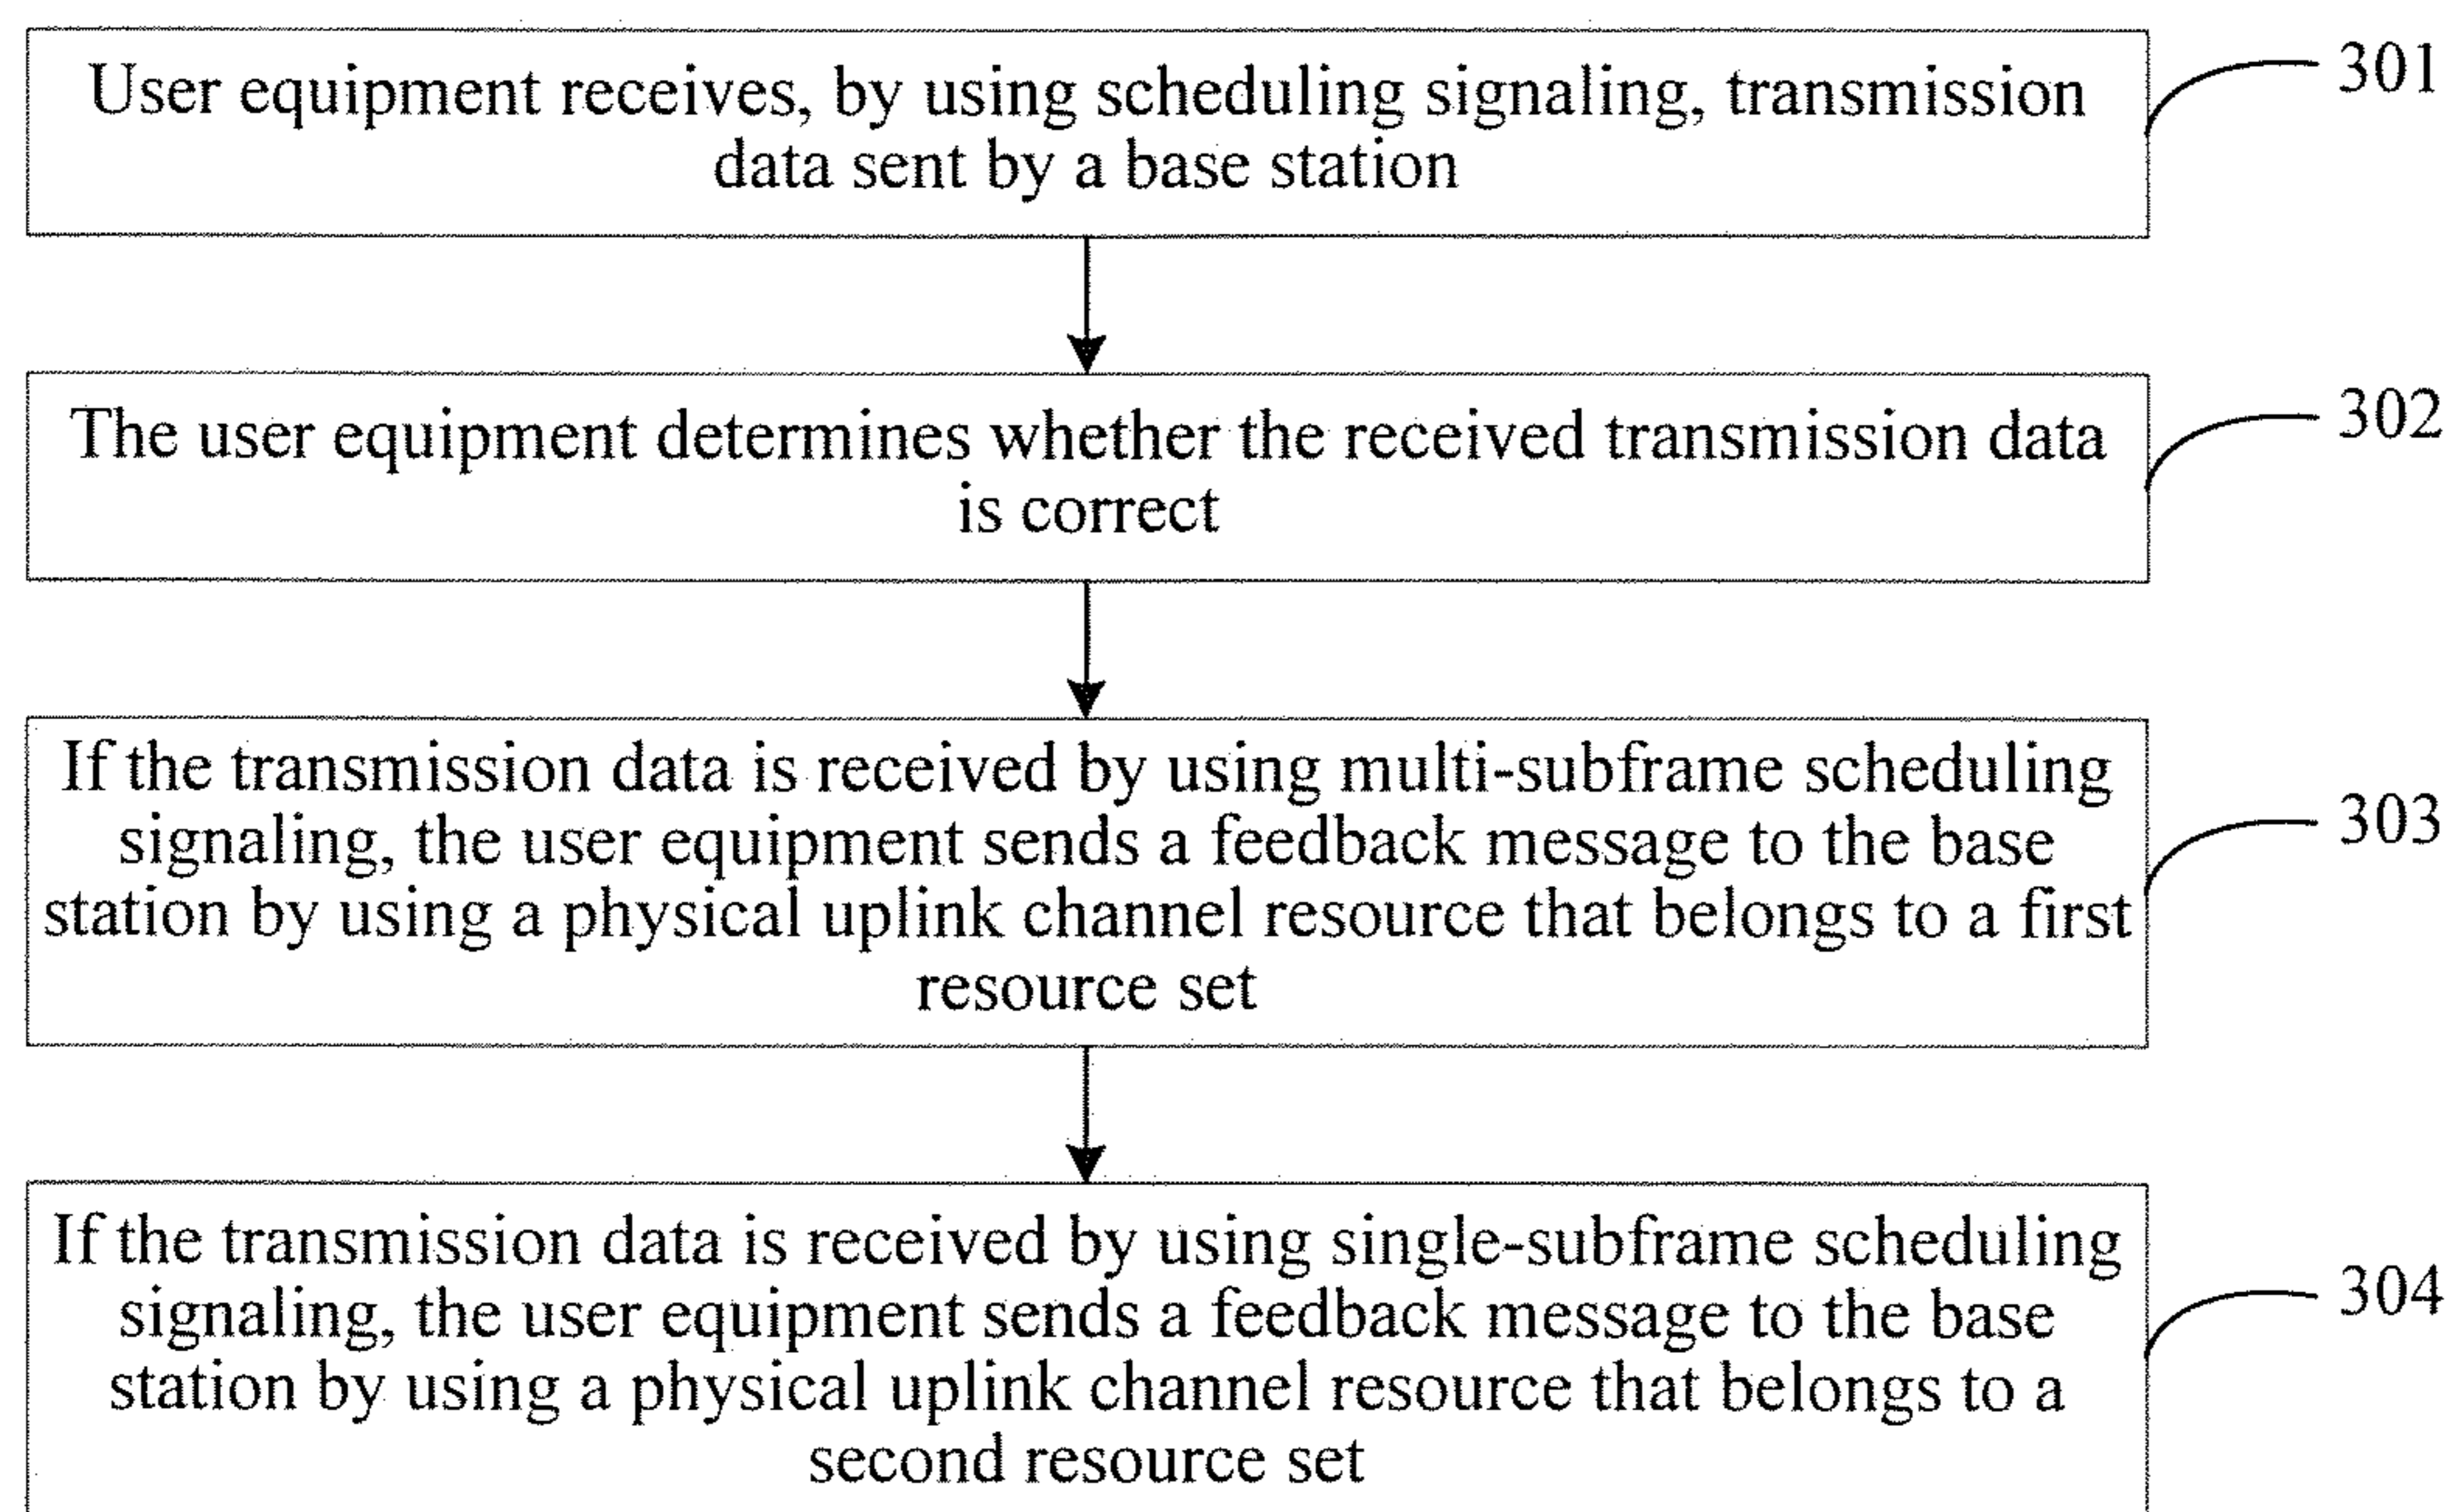 User equipment receives, by using scheduling signaling, transmission
data sent by a base station
301
The user equipment determines whether the received transmission data
is correct
302
If the transmission data is received by using multi-subframe scheduling
signaling, the user equipment sends a feedback message to the base
station by using a physical uplink channel resource that belongs to a first
resource set
303
If the transmission data is received by using single-subframe scheduling
signaling, the user equipment sends a feedback message to the base
station by using a physical uplink channel resource that belongs to a
second resource set
304